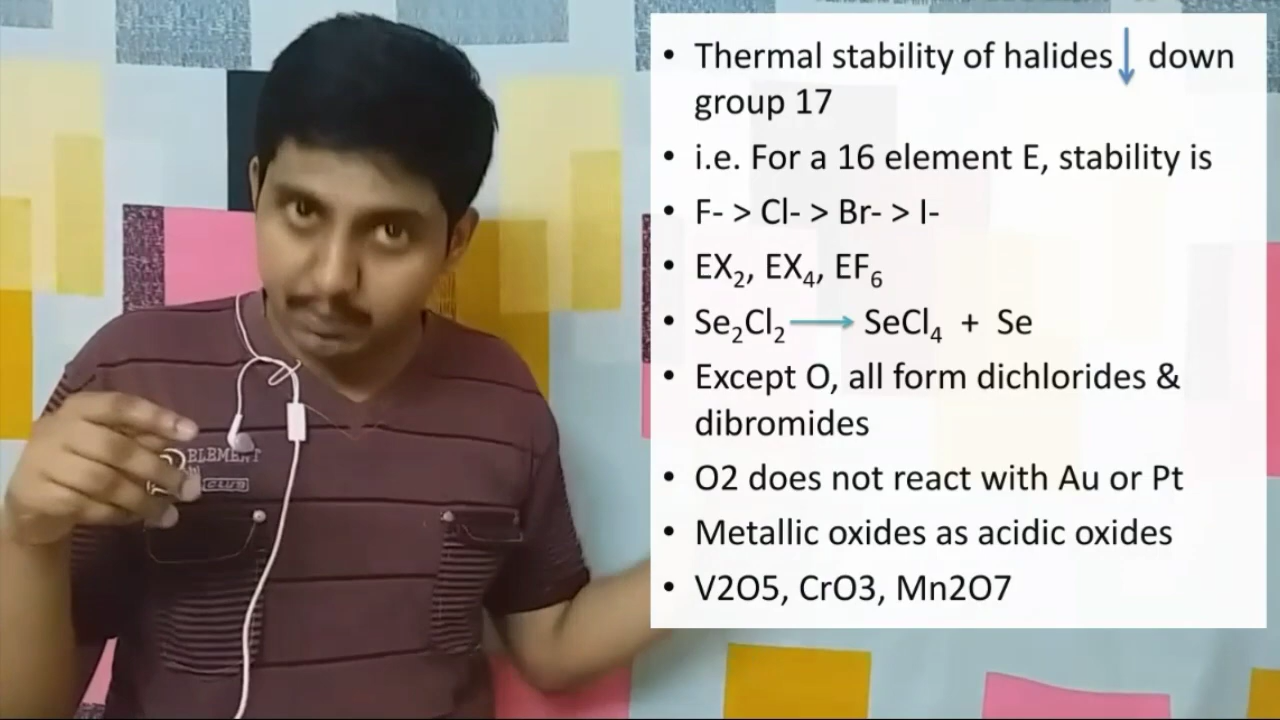 • Thermal stability of halides↓ down
group 17
• i.e. For a 16 element E, stability is
• F- > Cl- > Br- > I-
• EX₂, EX₄, EF₆
• Se₂Cl₂ → SeCl₄ + Se
• Except O, all form dichlorides &
dibromides
• O2 does not react with Au or Pt
• Metallic oxides as acidic oxides
• V2O5, CrO3, Mn2O7
ELEMENT
CLUB